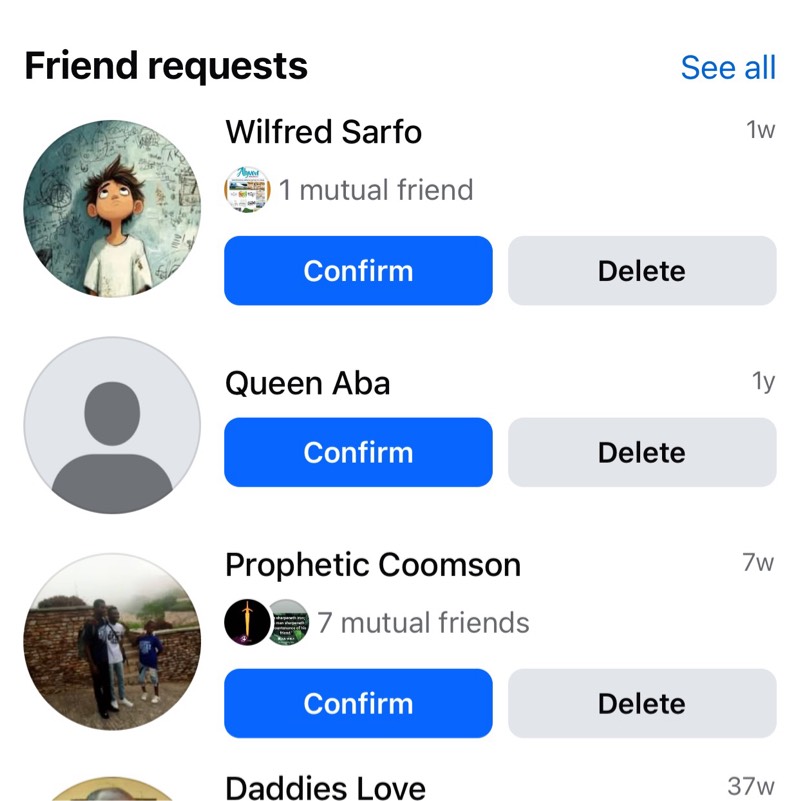 Friend requests
See all
Wilfred Sarfo
1w
1 mutual friend
Confirm
Delete
Queen Aba
1y
Confirm
Delete
Prophetic Coomson
7w
7 mutual friends
Confirm
Delete
Daddies Love
37w